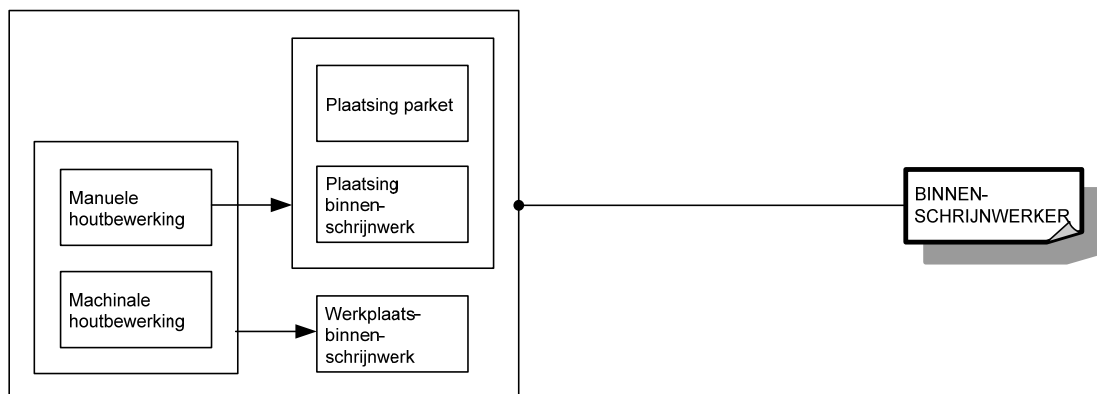 Plaatsing parket
Manuele
houtbewerking
Plaatsing
binnen-
schrijnwerk
Machinale
houtbewerking
Werkplaats-
binnen-
schrijnwerk
BINNEN-
SCHRIJNWERKER